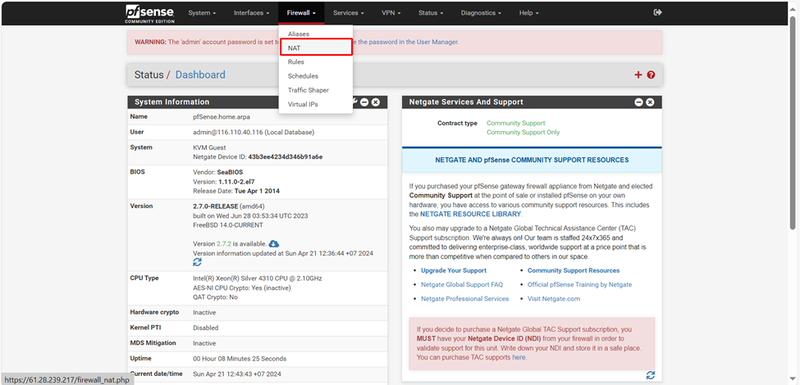 pfsense
COMMUNITY EDITION
System
Interfaces
Firewall
Services
VPN
Status
Diagnostics
Help
Aliases
NAT
Rules
Schedules
Traffic Shaper
Virtual IPs
WARNING: The 'admin' account password is set to
the password in the User Manager.
Status / Dashboard
System Information
Name pfSense.home.arpa
User admin@116.110.40.116 (Local Database)
System KVM Guest
Netgate Device ID: 43b3ee4234d346b91a6e
BIOS Vendor: SeaBIOS
Version: 1.11.0-2.el7
Release Date: Tue Apr 1 2014
Version 2.7.0-RELEASE (amd64)
built on Wed Jun 28 03:53:34 UTC 2023
FreeBSD 14.0-CURRENT
Version 2.7.2 is available.
Version information updated at Sun Apr 21 12:36:44 +07 2024
CPU Type Intel(R) Xeon(R) Silver 4310 CPU @ 2.10GHz
AES-NI CPU Crypto: Yes (inactive)
QAT Crypto: No
Hardware crypto Inactive
Kernel PTI Disabled
MDS Mitigation Inactive
Uptime 00 Hour 08 Minutes 25 Seconds
Current date/time Sun Apr 21 12:43:43 +07 2024
Netgate Services And Support
Contract type Community Support
Community Support Only
NETGATE AND pfSense COMMUNITY SUPPORT RESOURCES
If you purchased your pfSense gateway firewall appliance from Netgate and elected
Community Support at the point of sale or installed pfSense on your own
hardware, you have access to various community support resources. This includes
the NETGATE RESOURCE LIBRARY.
You also may upgrade to a Netgate Global Technical Assistance Center (TAC)
Support subscription. We're always on! Our team is staffed 24x7x365 and
committed to delivering enterprise-class, worldwide support at a price point that is
more than competitive when compared to others in our space.
Upgrade Your Support
Community Support Resources
Netgate Global Support FAQ
Official pfSense Training by Netgate
Netgate Professional Services
Visit Netgate.com
If you decide to purchase a Netgate Global TAC Support subscription, you
MUST have your Netgate Device ID (NDI) from your firewall in order to
validate support for this unit. Write down your NDI and store it in a safe place.
You can purchase TAC supports here.
https://61.28.239.217/firewall_nat.php